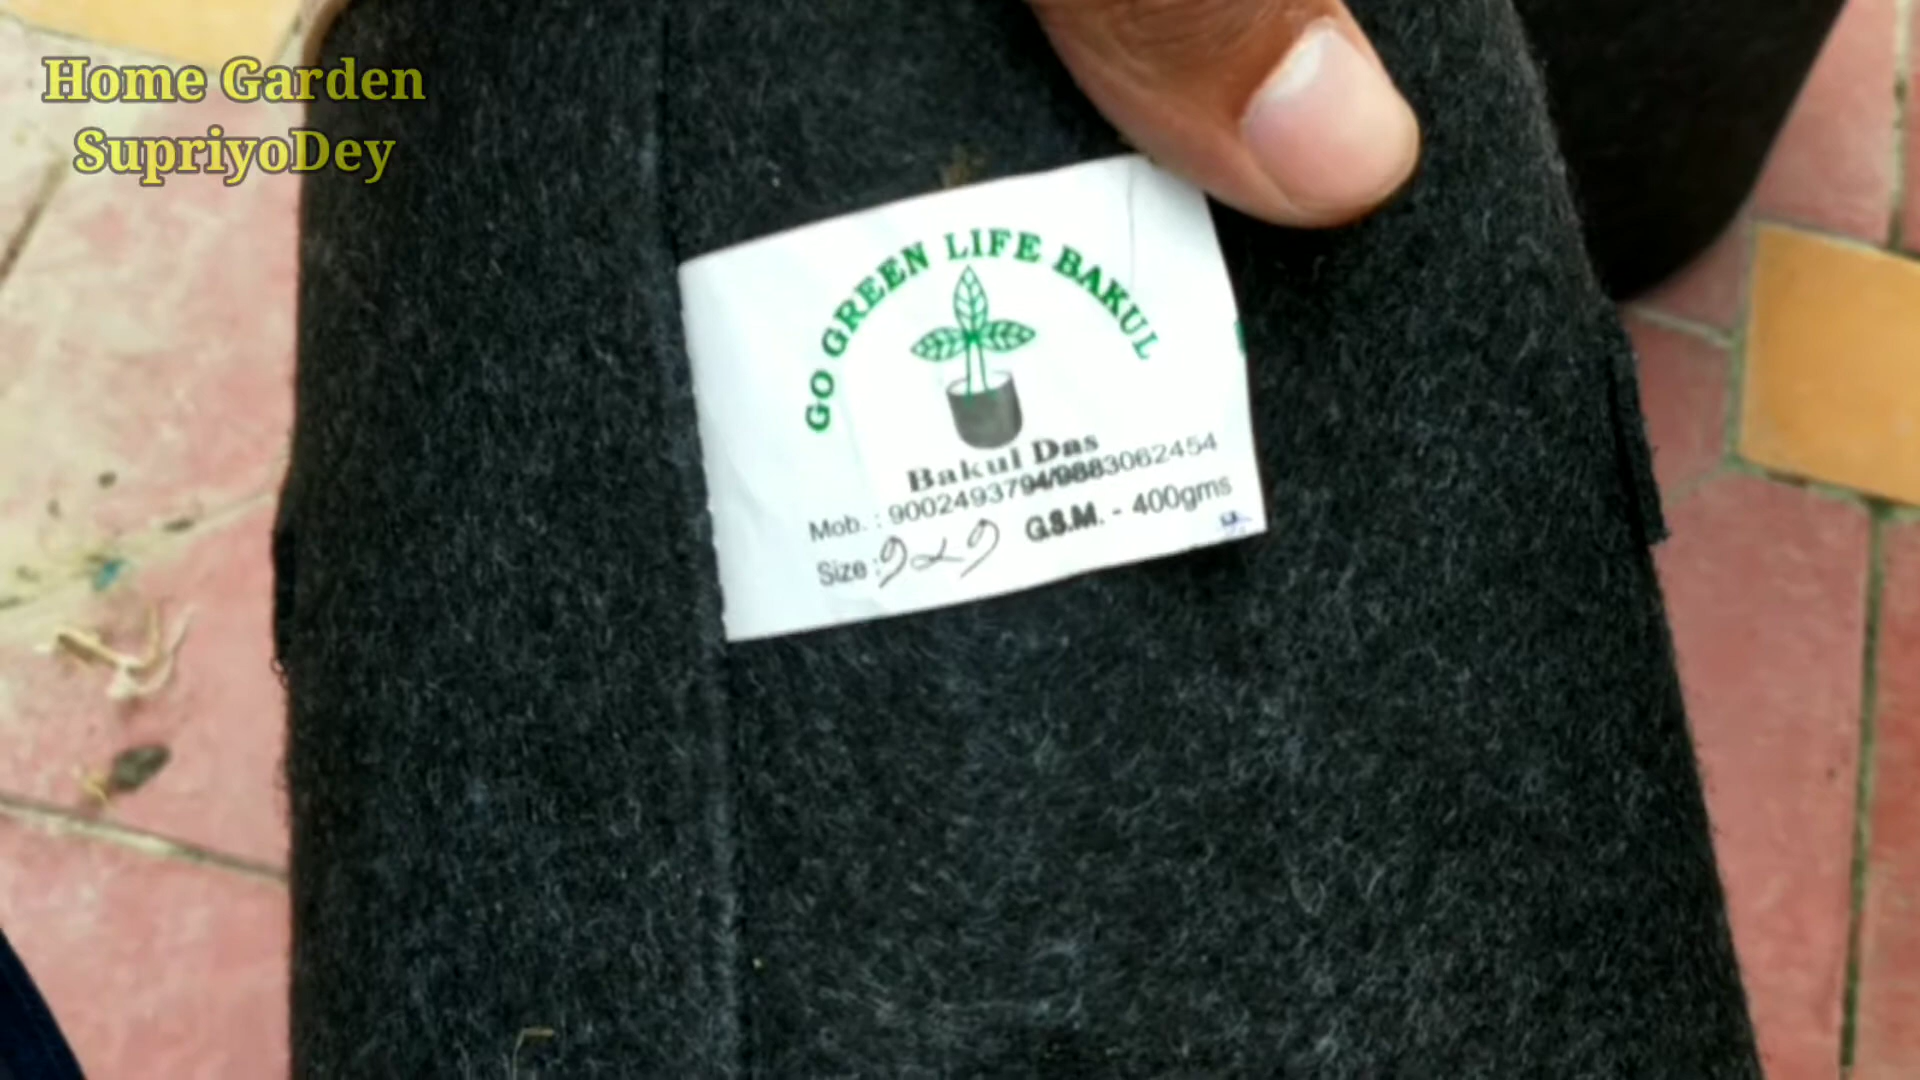 Home Garden
SupriyoDey
GO GREEN LIFE BAKUL
Bakul Das
Mob. : 9002493794/9883062454
Size : 9x9 G.S.M. - 400gms